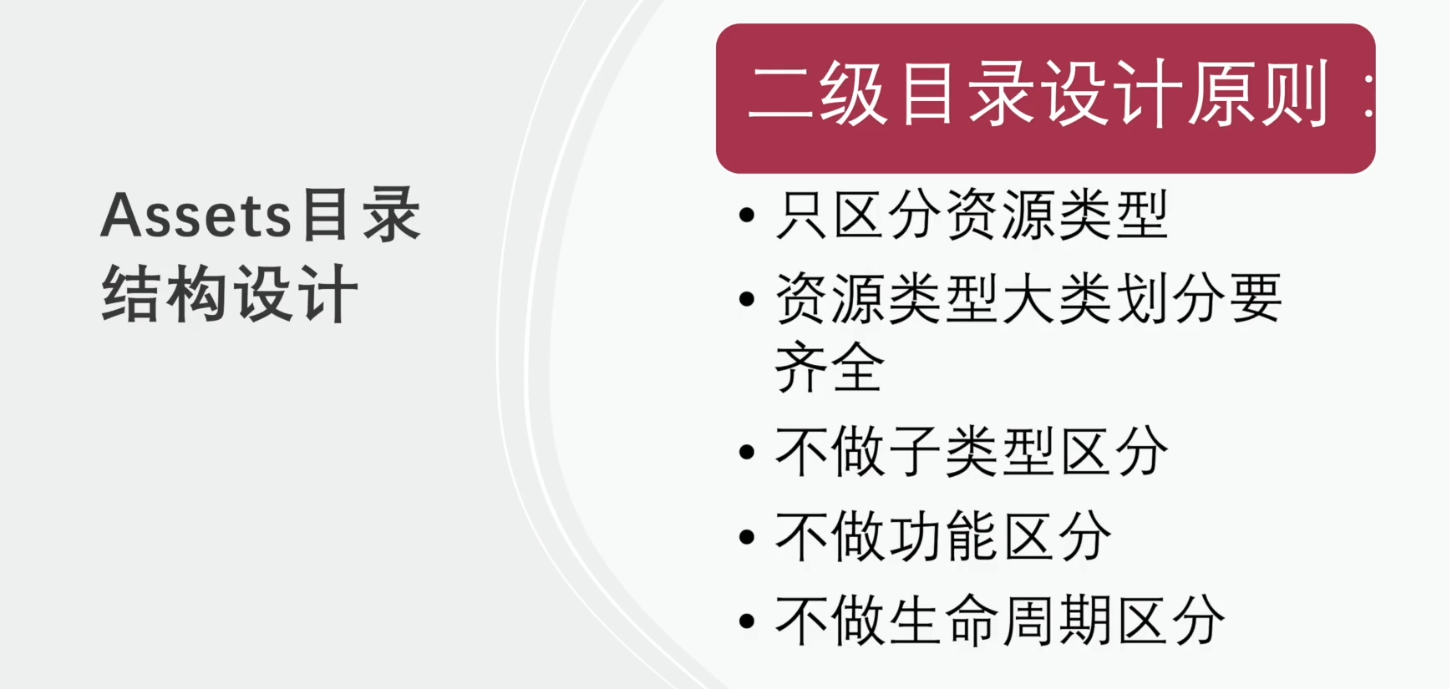 Assets目录
结构设计
二级目录设计原则：
• 只区分资源类型
• 资源类型大类划分要
齐全
• 不做子类型区分
• 不做功能区分
• 不做生命周期区分